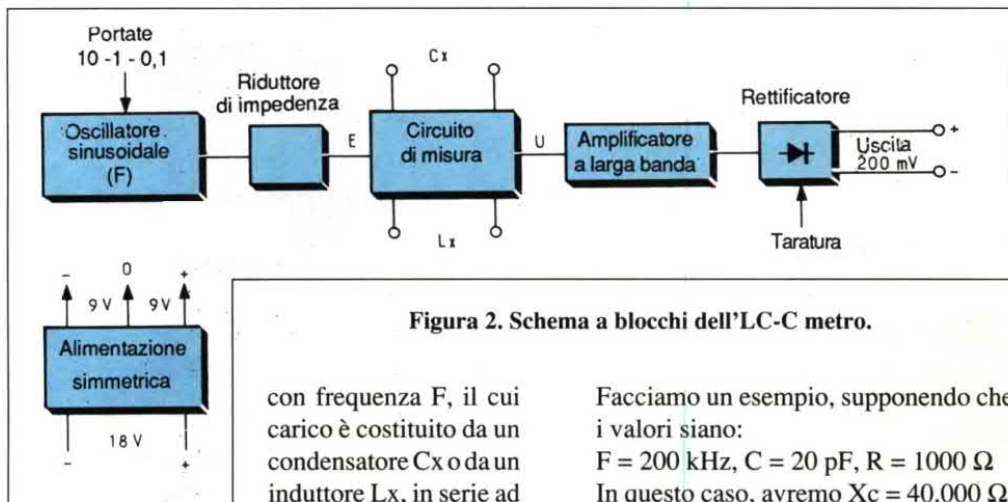 Portate
10 -1 - 0,1
Oscillatore.
sinusoidale
(F)
Riduttore
di impedenza
E
Cx
Circuito
di misura
Lx
U
Amplificatore
a larga banda
Rettificatore
+
Uscita
200 mV
-
Taratura
- 0 +
9 V 9 V
Alimentazione
simmetrica
18 V
- +
Figura 2. Schema a blocchi dell'LC-C metro.
con frequenza F, il cui
carico è costituito da un
condensatore Cx o da un
induttore Lx, in serie ad
Facciamo un esempio, supponendo che
i valori siano:
F = 200 kHz, C = 20 pF, R = 1000 Ω
In questo caso, avremo Xc = 40.000 Ω